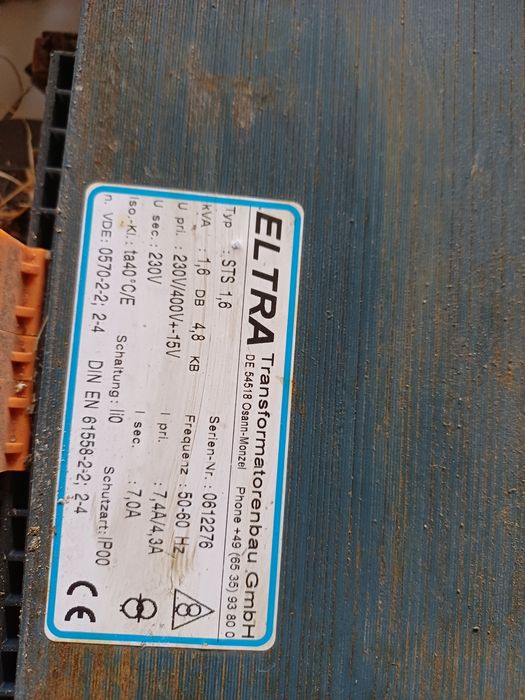 ELTRA Transformatorenbau GmbH
DE 54518 Osann-Monzel Phone +49 (65 35) 93 80 0
Typ : STS 1,6 Serien-Nr.: 0612276
kVA : 1,6 DB 4,8 KB Frequenz : 50-60 Hz
U pri. : 230V/400V+-15V I pri. : 7,4A/4,3A
U sec.: 230V I sec. : 7,0A
Iso.-Kl.: ta40°C/E Schaltung: Ii0 Schutzart: IP00
n. VDE: 0570-2-2; 2-4 DIN EN 61558-2-2; 2-4 CE